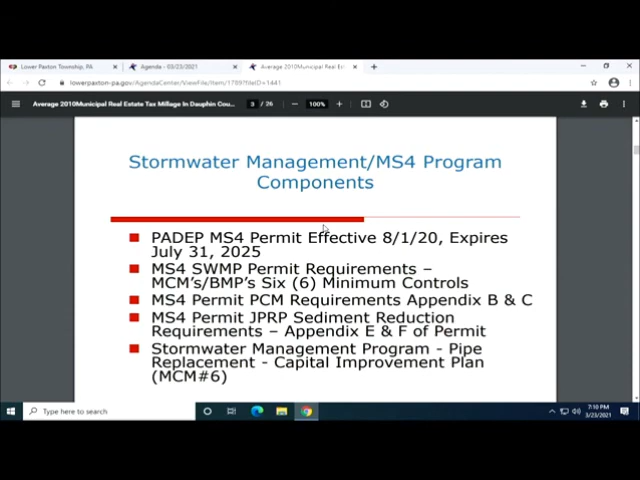 Lower Paxton Township, PA
Agenda - 03/23/2021
Average 2010Municipal Real Est
lowerpaxton-pa.gov/AgendaCenter/ViewFile/Item/1789?fileID=1441
Average 2010Municipal Real Estate Tax Millage In Dauphin Cou...
3 / 26
100%
Stormwater Management/MS4 Program
Components
PADEP MS4 Permit Effective 8/1/20, Expires
July 31, 2025
MS4 SWMP Permit Requirements –
MCM's/BMP's Six (6) Minimum Controls
MS4 Permit PCM Requirements Appendix B & C
MS4 Permit JPRP Sediment Reduction
Requirements – Appendix E & F of Permit
Stormwater Management Program - Pipe
Replacement - Capital Improvement Plan
(MCM#6)
Type here to search
7:10 PM
3/23/2021